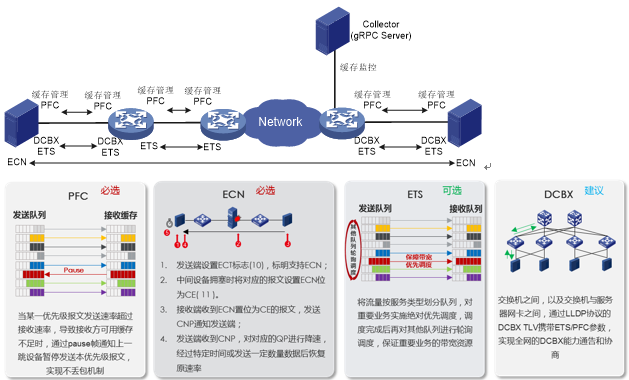 Collector
(gRPC Server)
缓存监控
缓存管理 缓存管理 缓存管理 缓存管理 缓存管理 缓存管理
PFC PFC PFC PFC PFC PFC
Network
DCBX DCBX DCBX DCBX
ETS ETS ETS ETS ETS ETS
ECN ECN
PFC 必选
发送队列 接收缓存
Pause
当某一优先级报文发送速率超过
接收速率，导致接收方可用缓存
不足时，通过pause帧通知上一
跳设备暂停发送本优先级报文，
实现不丢包机制
ECN 必选
1. 发送端设置ECT标志(10)，标明支持ECN；
2. 中间设备拥塞时将对应的报文设置ECN位
为CE( 11 )。
3. 接收端收到ECN置位为CE的报文，发送
CNP通知发送端；
4. 发送端收到CNP，对对应的QP进行降速，
经过特定时间或发送一定数量数据后恢复
原速率
ETS 可选
发送队列 接收队列
其他队列轮询调度
保障带宽
优先调度
将流量按服务类型划分队列，对
重要业务实施绝对优先调度，调
度完成后再对其他队列进行轮询
调度，保证重要业务的带宽资源
DCBX 建议
交换机之间，以及交换机与服务
器网卡之间，通过LLDP协议的
DCBX TLV携带ETS/PFC参数，
实现全网的DCBX能力通告和协
商